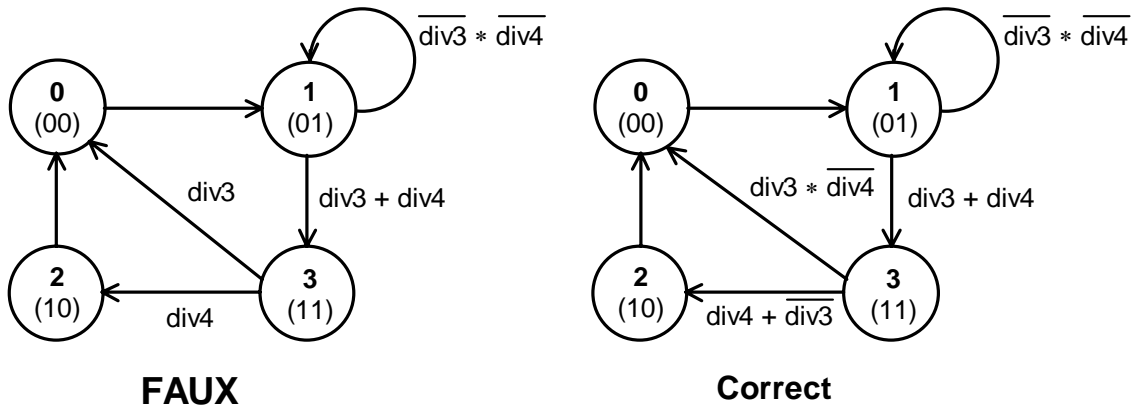 0
(00)
1
(01)
div3 ∗ div4
div3
div3 + div4
2
(10)
3
(11)
div4
FAUX
0
(00)
1
(01)
div3 ∗ div4
div3 ∗ div4
div3 + div4
2
(10)
3
(11)
div4 + div3
Correct